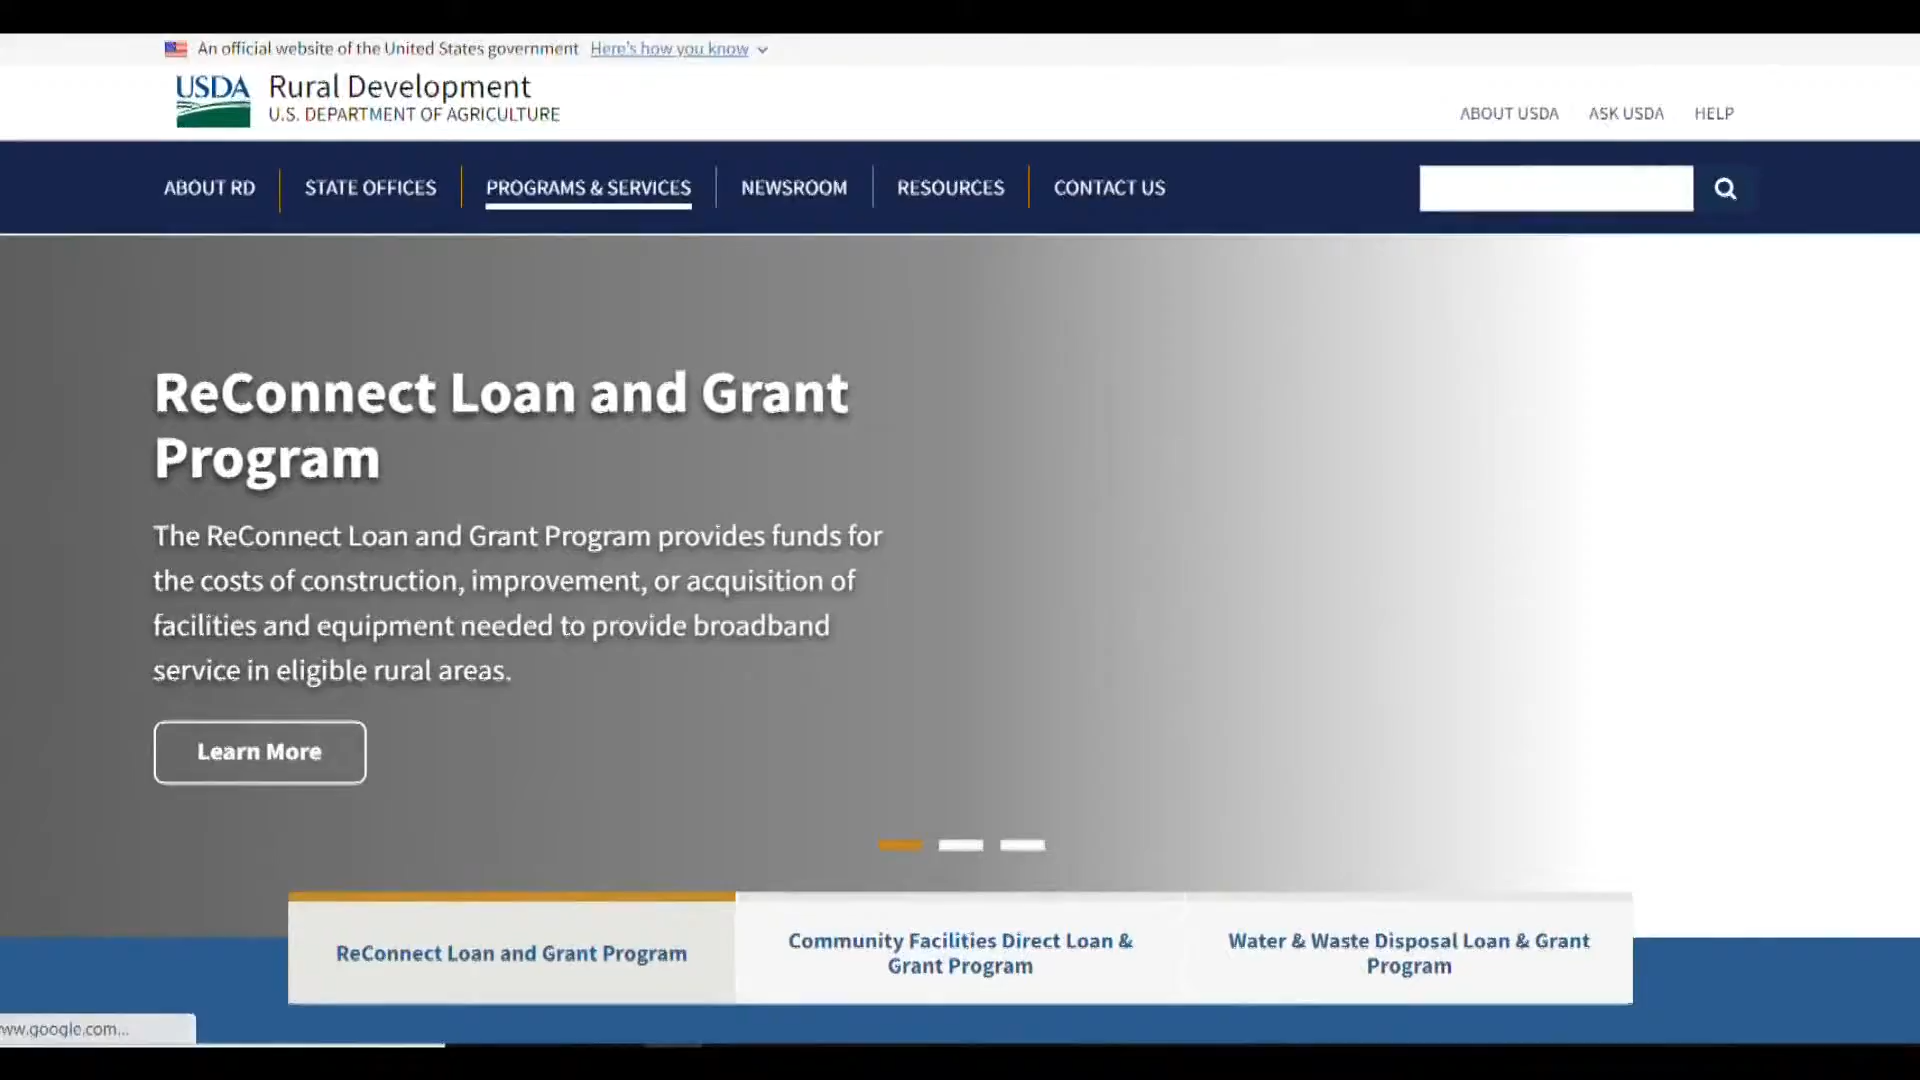 An official website of the United States government Here's how you know
USDA Rural Development
U.S. DEPARTMENT OF AGRICULTURE
ABOUT USDA ASK USDA HELP
ABOUT RD STATE OFFICES PROGRAMS & SERVICES NEWSROOM RESOURCES CONTACT US
ReConnect Loan and Grant
Program
The ReConnect Loan and Grant Program provides funds for
the costs of construction, improvement, or acquisition of
facilities and equipment needed to provide broadband
service in eligible rural areas.
Learn More
ReConnect Loan and Grant Program
Community Facilities Direct Loan &
Grant Program
Water & Waste Disposal Loan & Grant
Program
ww.google.com...